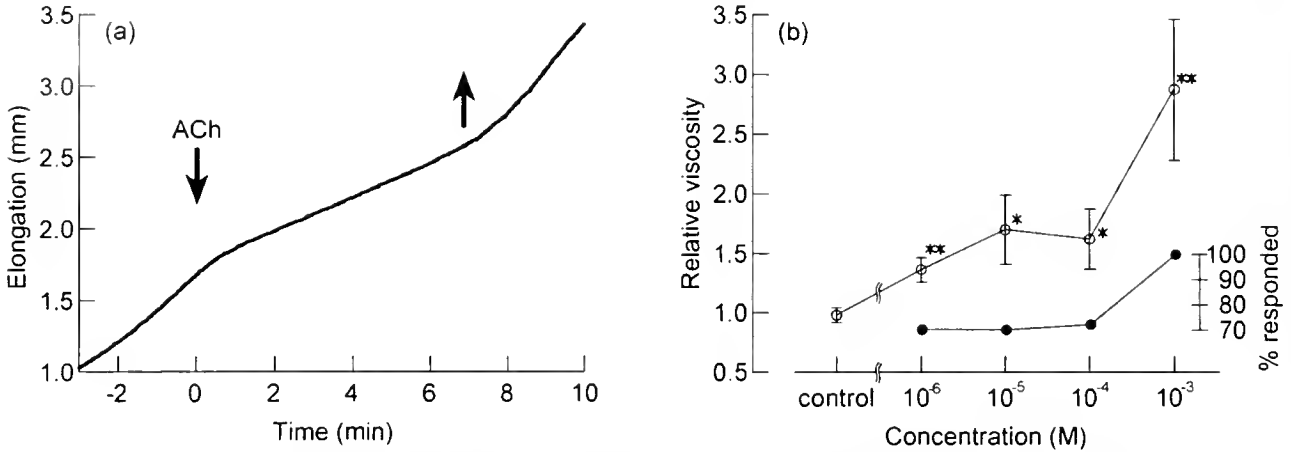 (a)
Elongation (mm)
3.5
3.0
2.5
2.0
1.5
1.0
ACh
-2 0 2 4 6 8 10
Time (min)
(b)
Relative viscosity
3.5
3.0
2.5
2.0
1.5
1.0
0.5
**
*
*
**
100
90
80
70
% responded
control 10⁻⁶ 10⁻⁵ 10⁻⁴ 10⁻³
Concentration (M)